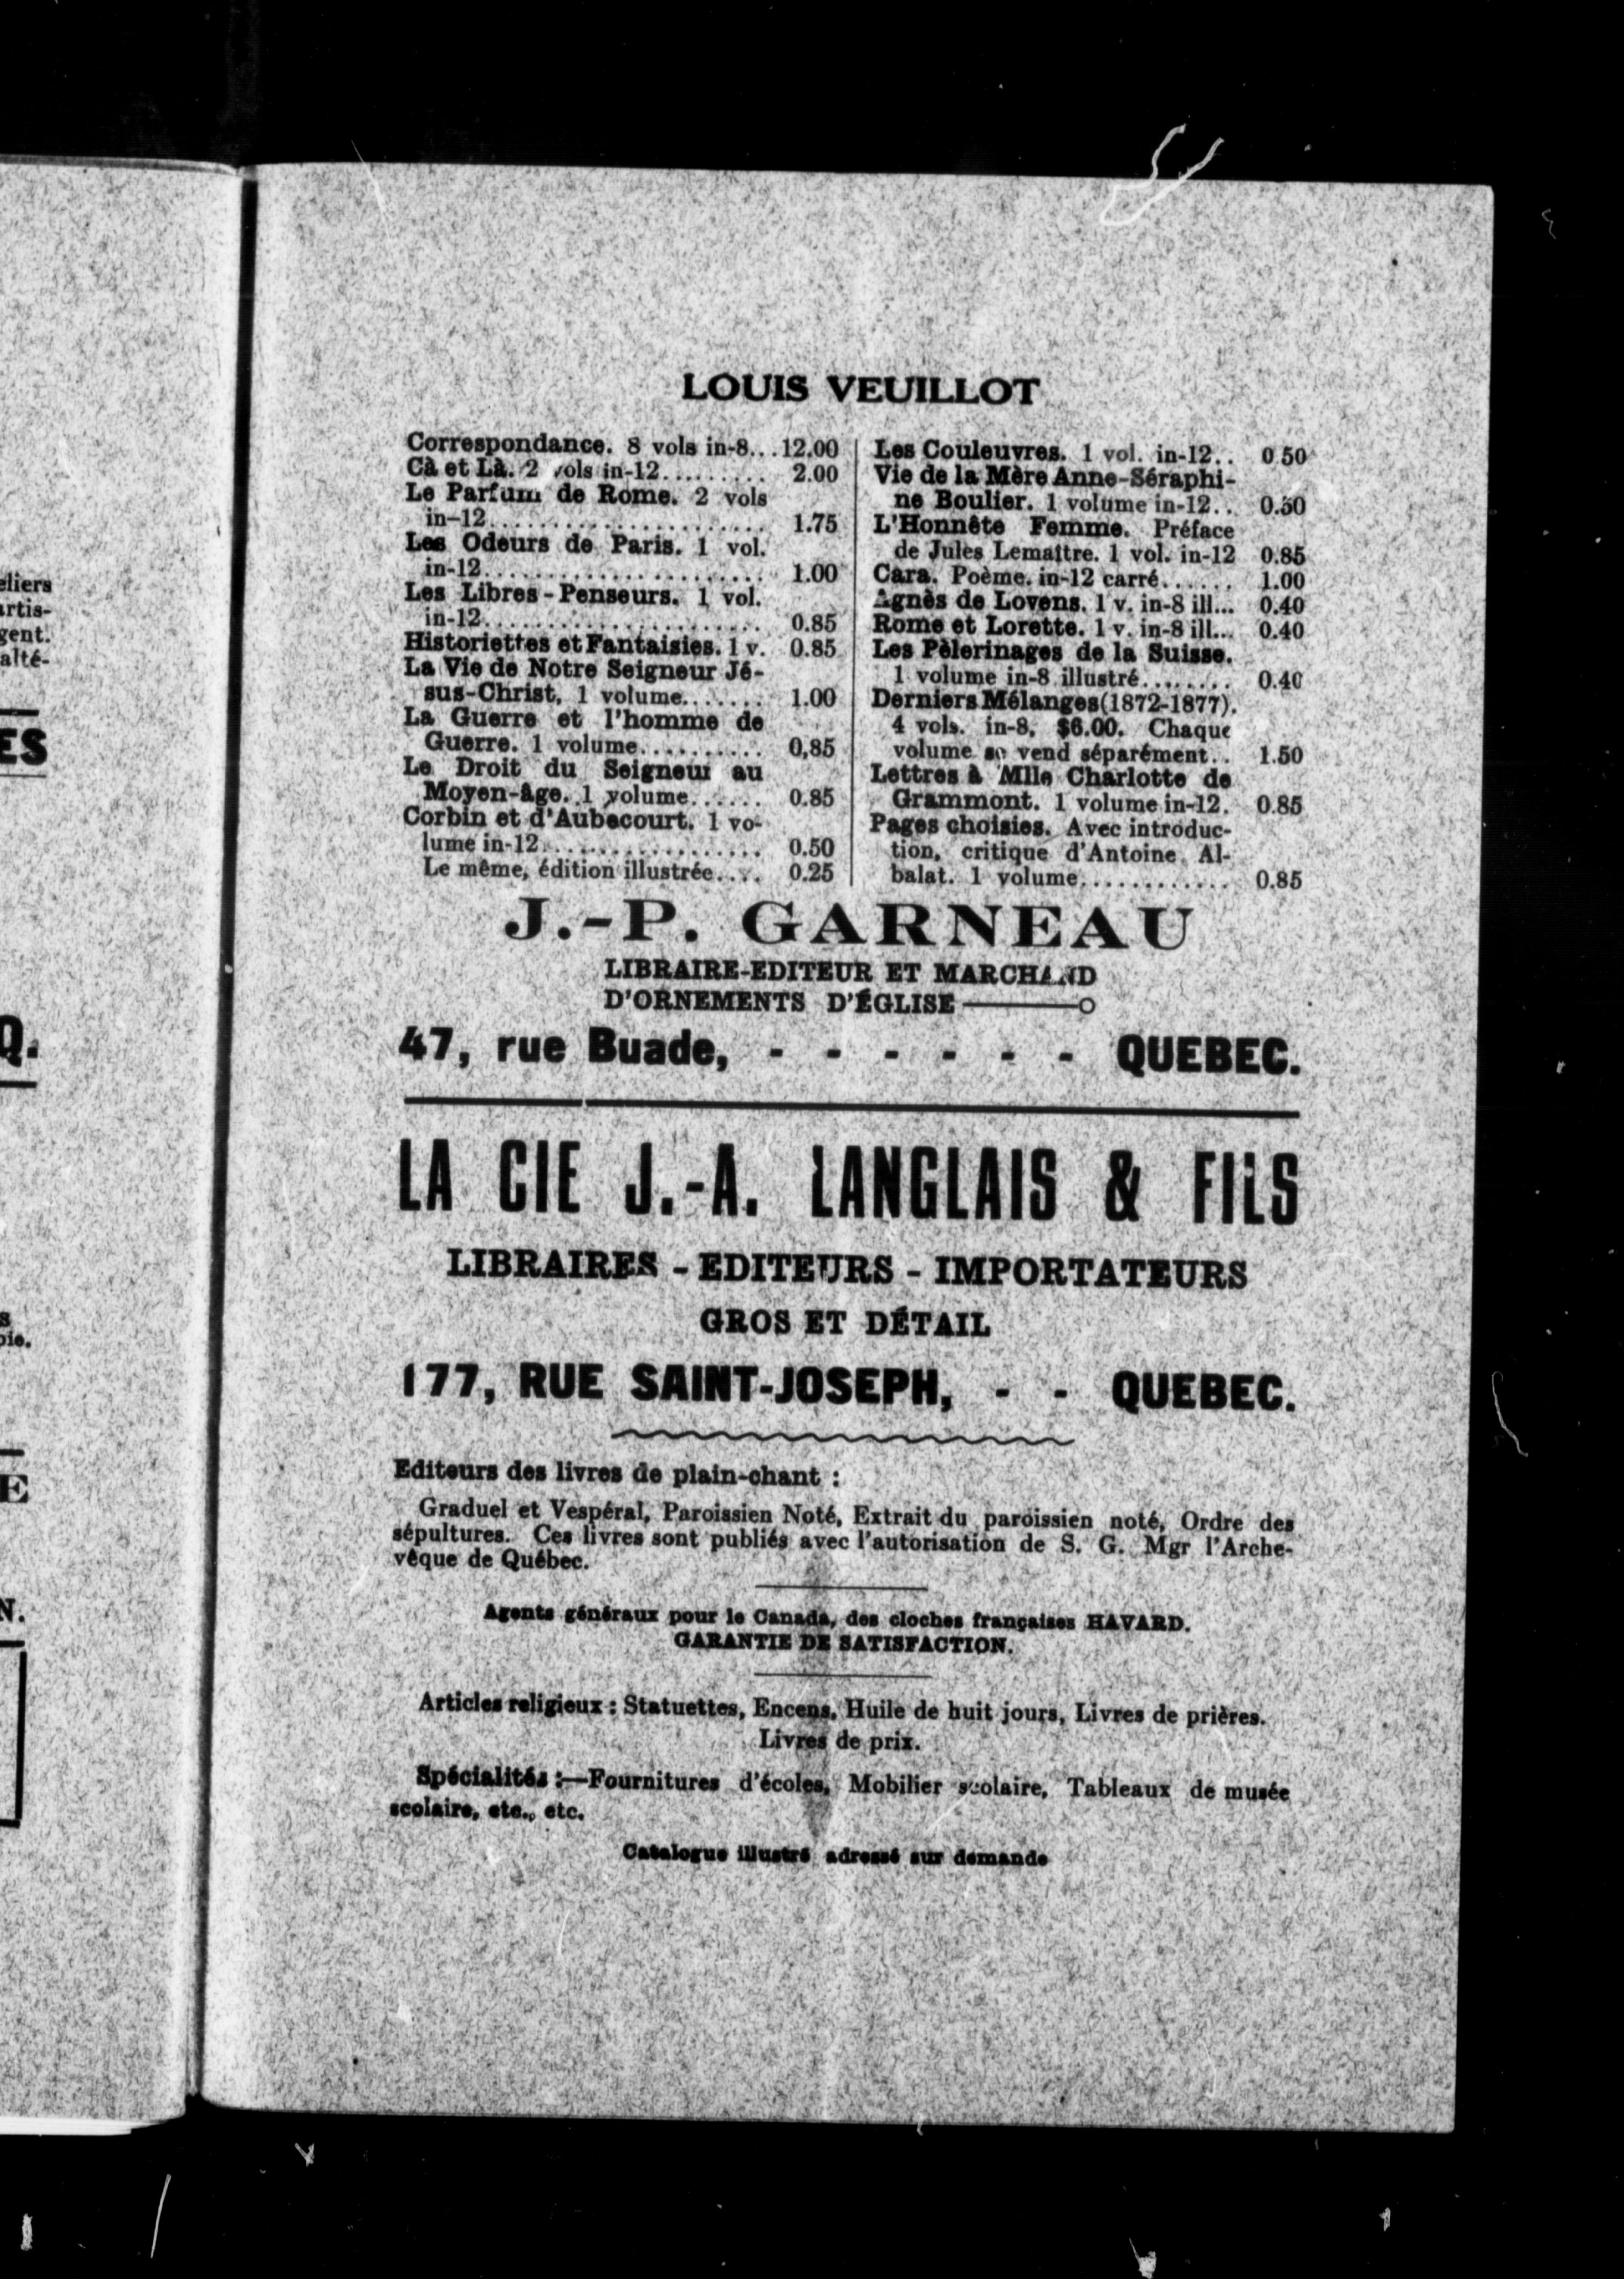 eliers
artis-
gent.
alté-
ES
Q.
s
oie.
E
N.
LOUIS VEUILLOT
Correspondance. 8 vols in-8...12.00
Cà et Là. 2 vols in-12......... 2.00
Le Parfum de Rome. 2 vols
in-12....................... 1.75
Les Odeurs de Paris. 1 vol.
in-12....................... 1.00
Les Libres-Penseurs. 1 vol.
in-12....................... 0.85
Historiettes et Fantaisies. 1 v. 0.85
La Vie de Notre Seigneur Jé-
sus-Christ, 1 volume....... 1.00
La Guerre et l'homme de
Guerre. 1 volume.......... 0,85
Le Droit du Seigneur au
Moyen-âge. 1 volume...... 0.85
Corbin et d'Aubecourt. 1 vo-
lume in-12.................. 0.50
Le même, édition illustrée.... 0.25
Les Couleuvres. 1 vol. in-12.. 0 50
Vie de la Mère Anne-Séraphi-
ne Boulier. 1 volume in-12.. 0.50
L'Honnête Femme. Préface
de Jules Lemaître. 1 vol. in-12 0.85
Cara. Poème. in-12 carré...... 1.00
Agnès de Lovens. 1 v. in-8 ill... 0.40
Rome et Lorette. 1 v. in-8 ill... 0.40
Les Pèlerinages de la Suisse.
1 volume in-8 illustré........ 0.40
Derniers Mélanges (1872-1877).
4 vols. in-8, $6.00. Chaque
volume se vend séparément.. 1.50
Lettres à Mlle Charlotte de
Grammont. 1 volume in-12. 0.85
Pages choisies. Avec introduc-
tion, critique d'Antoine Al-
balat. 1 volume............ 0.85
J.-P. GARNEAU
LIBRAIRE-EDITEUR ET MARCHAND
D'ORNEMENTS D'ÉGLISE
47, rue Buade, - - - - - - QUEBEC.
LA CIE J.-A. LANGLAIS & FILS
LIBRAIRES - EDITEURS - IMPORTATEURS
GROS ET DÉTAIL
177, RUE SAINT-JOSEPH, - - QUEBEC.
Editeurs des livres de plain-chant :
Graduel et Vespéral, Paroissien Noté, Extrait du paroissien noté, Ordre des
sépultures. Ces livres sont publiés avec l'autorisation de S. G. Mgr l'Arche-
vêque de Québec.
Agents généraux pour le Canada, des cloches françaises HAVARD.
GARANTIE DE SATISFACTION.
Articles religieux : Statuettes, Encens, Huile de huit jours, Livres de prières.
Livres de prix.
Spécialités :—Fournitures d'écoles, Mobilier scolaire, Tableaux de musée
scolaire, etc., etc.
Catalogue illustré adressé sur demande